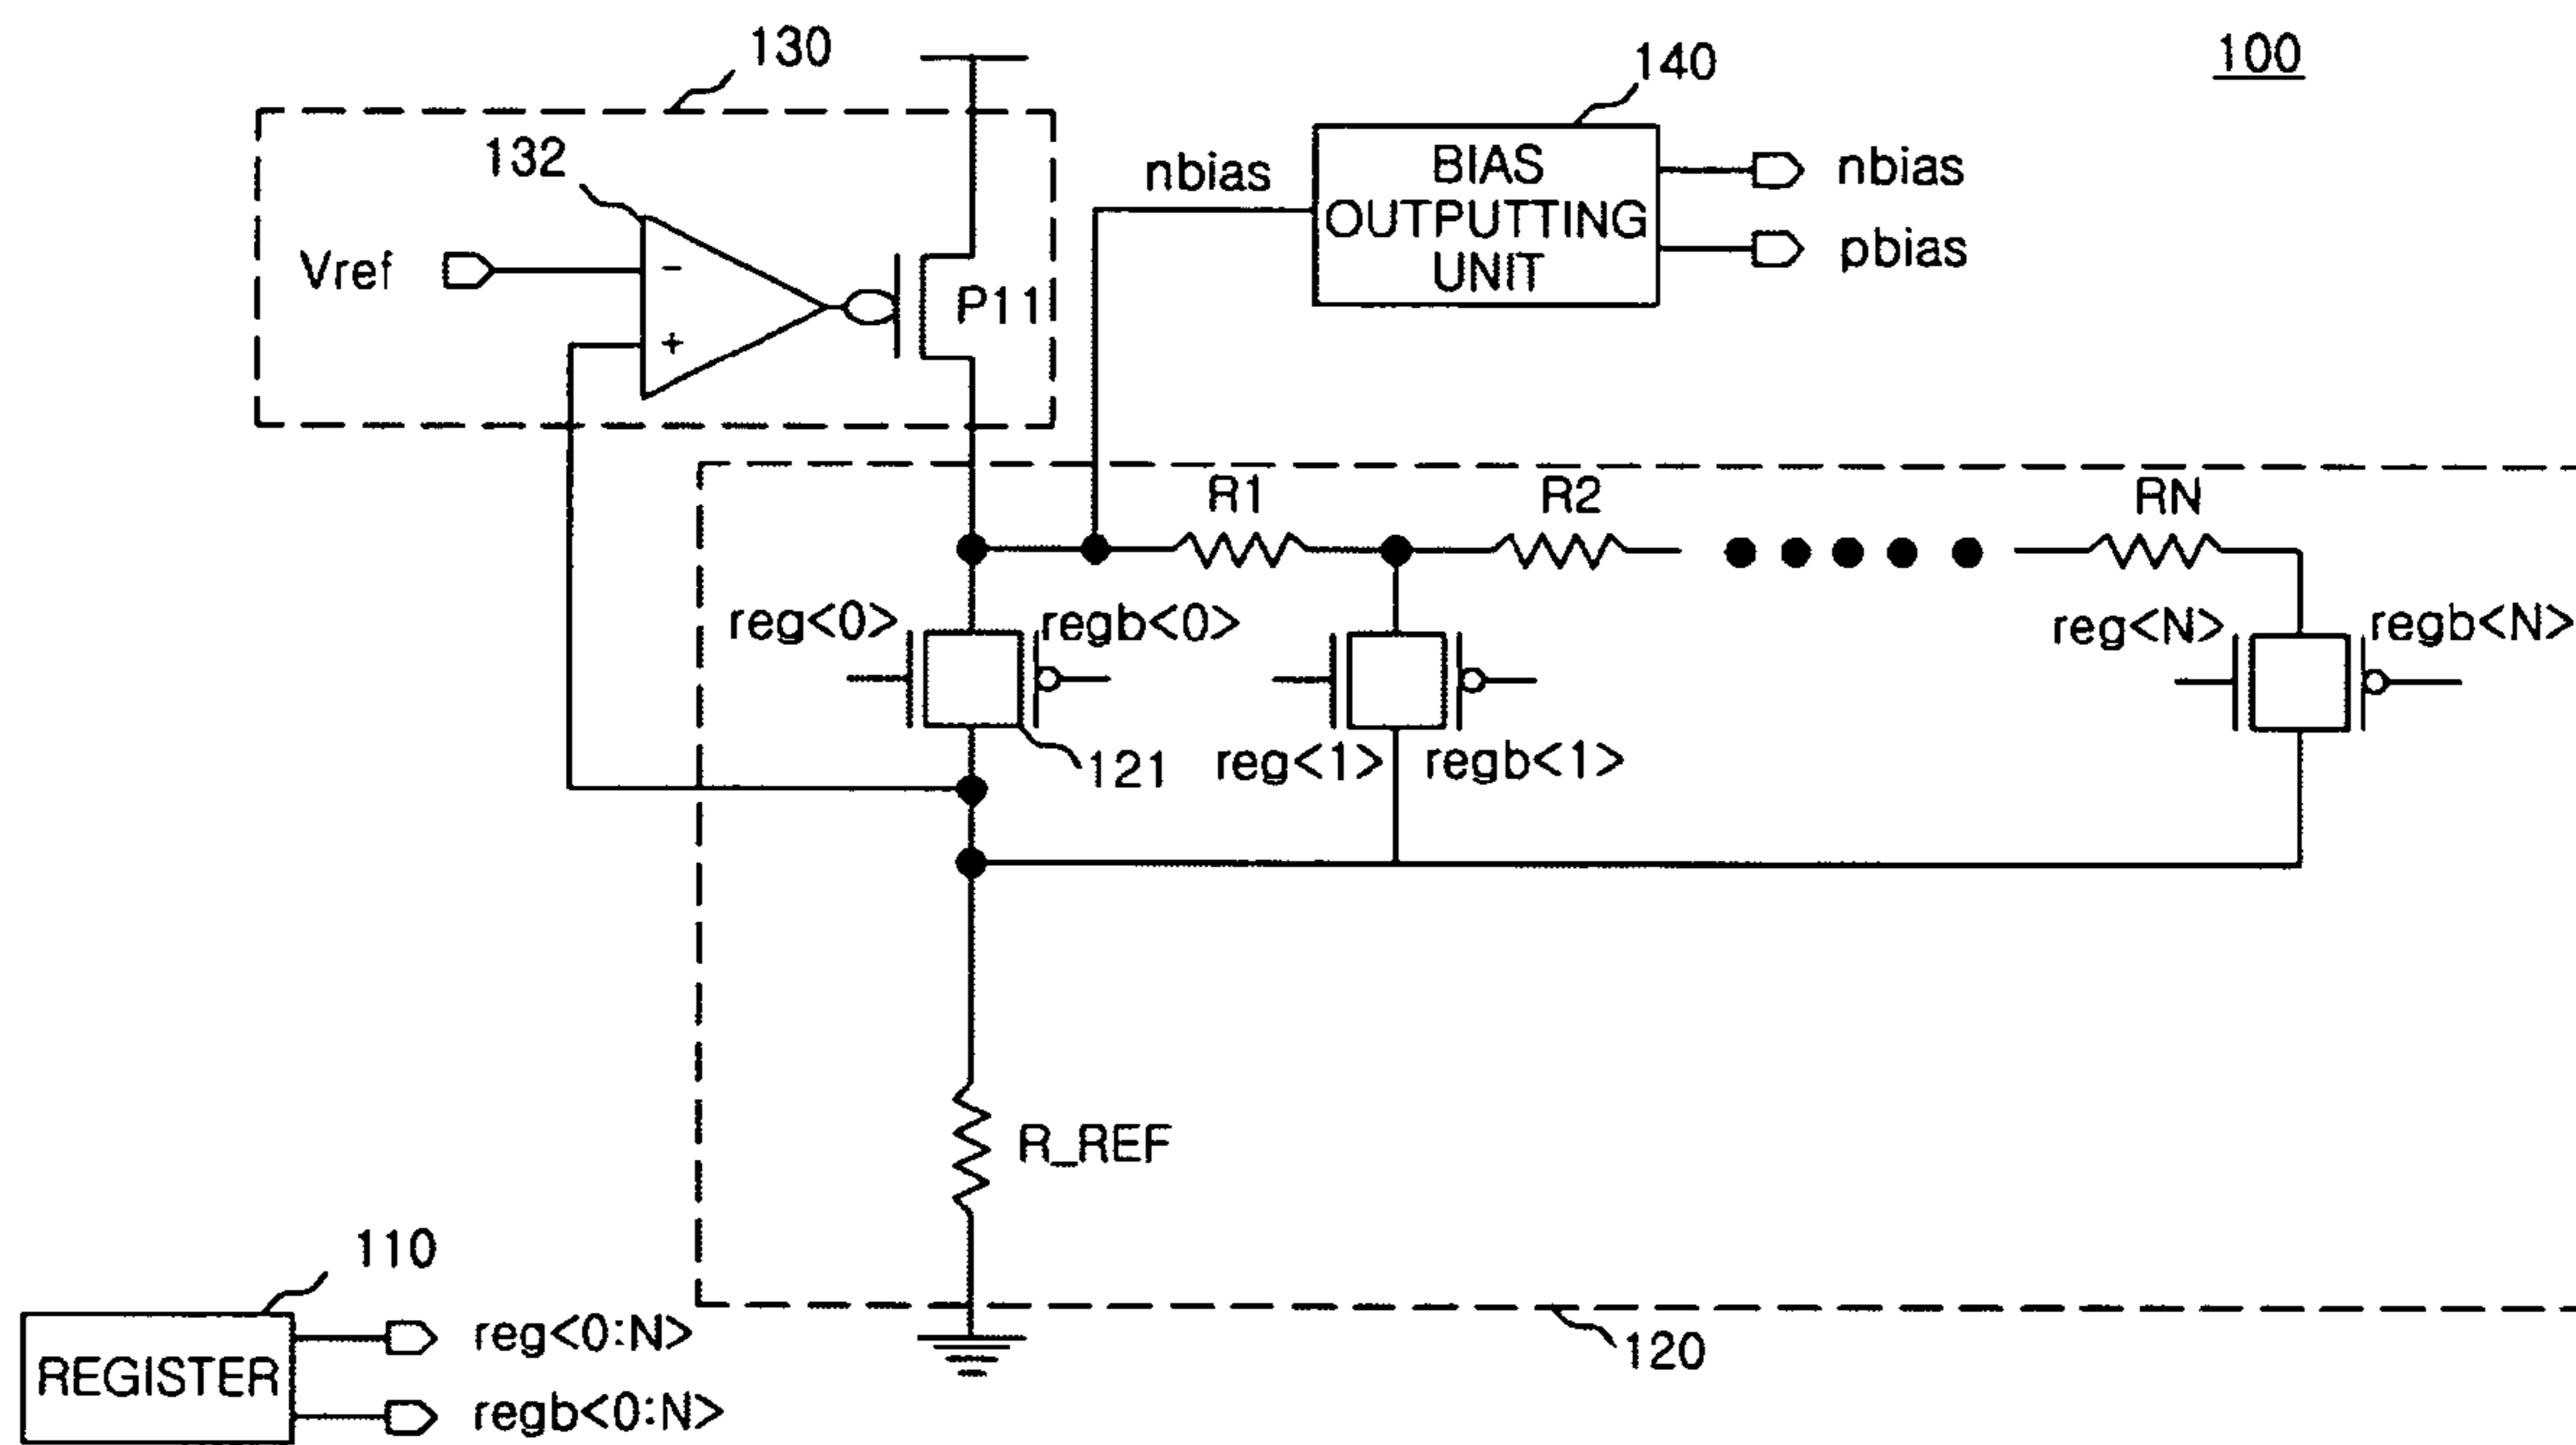 130
140
100
132
nbias
BIAS
OUTPUTTING
UNIT
nbias
pbias
Vref
−
+
P11
R1
R2
RN
reg<0>
regb<0>
reg<N>
regb<N>
121
reg<1>
regb<1>
R_REF
110
REGISTER
reg<0:N>
regb<0:N>
120